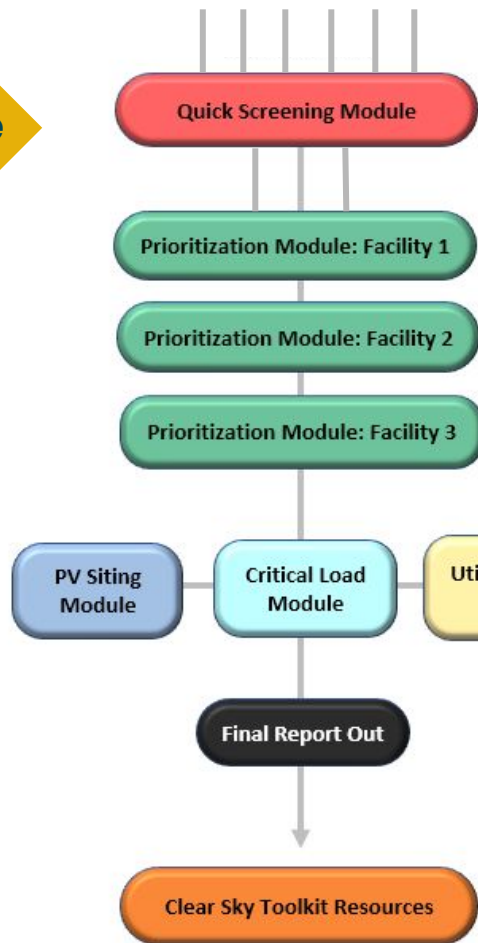 Quick Screening Module
Prioritization Module: Facility 1
Prioritization Module: Facility 2
Prioritization Module: Facility 3
PV Siting
Module
Critical Load
Module
Final Report Out
Clear Sky Toolkit Resources